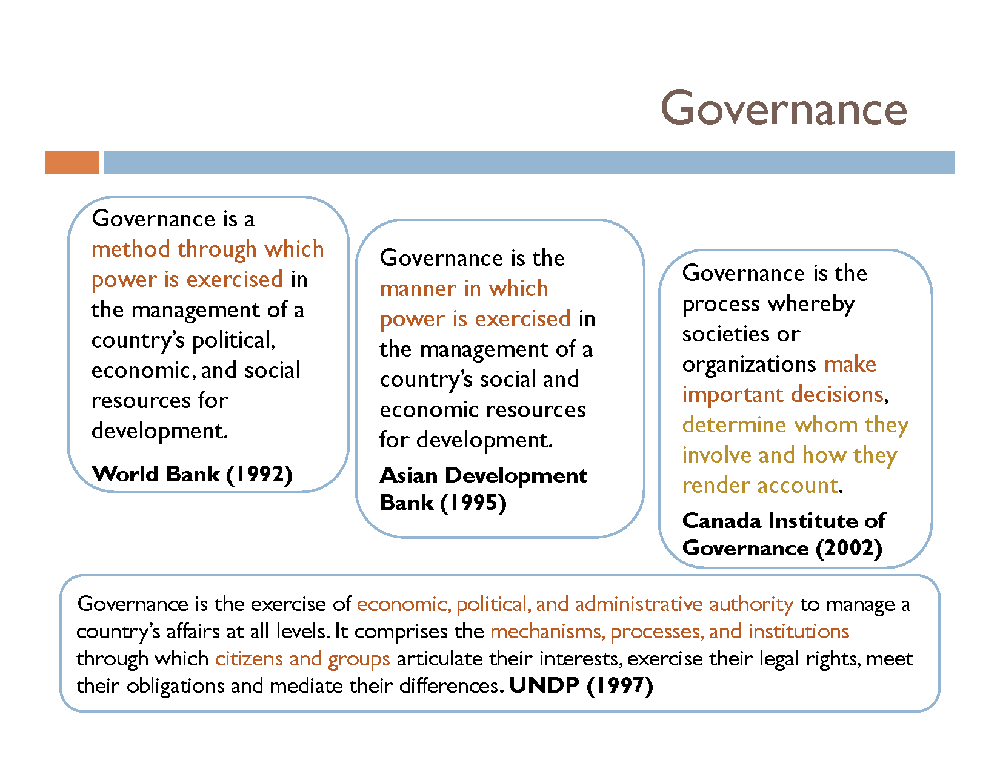 Governance
Governance is a
method through which
power is exercised in
the management of a
country’s political,
economic, and social
resources for
development.
World Bank (1992)
Governance is the
manner in which
power is exercised in
the management of a
country’s social and
economic resources
for development.
Asian Development
Bank (1995)
Governance is the
process whereby
societies or
organizations make
important decisions,
determine whom they
involve and how they
render account.
Canada Institute of
Governance (2002)
Governance is the exercise of economic, political, and administrative authority to manage a
country’s affairs at all levels. It comprises the mechanisms, processes, and institutions
through which citizens and groups articulate their interests, exercise their legal rights, meet
their obligations and mediate their differences. UNDP (1997)